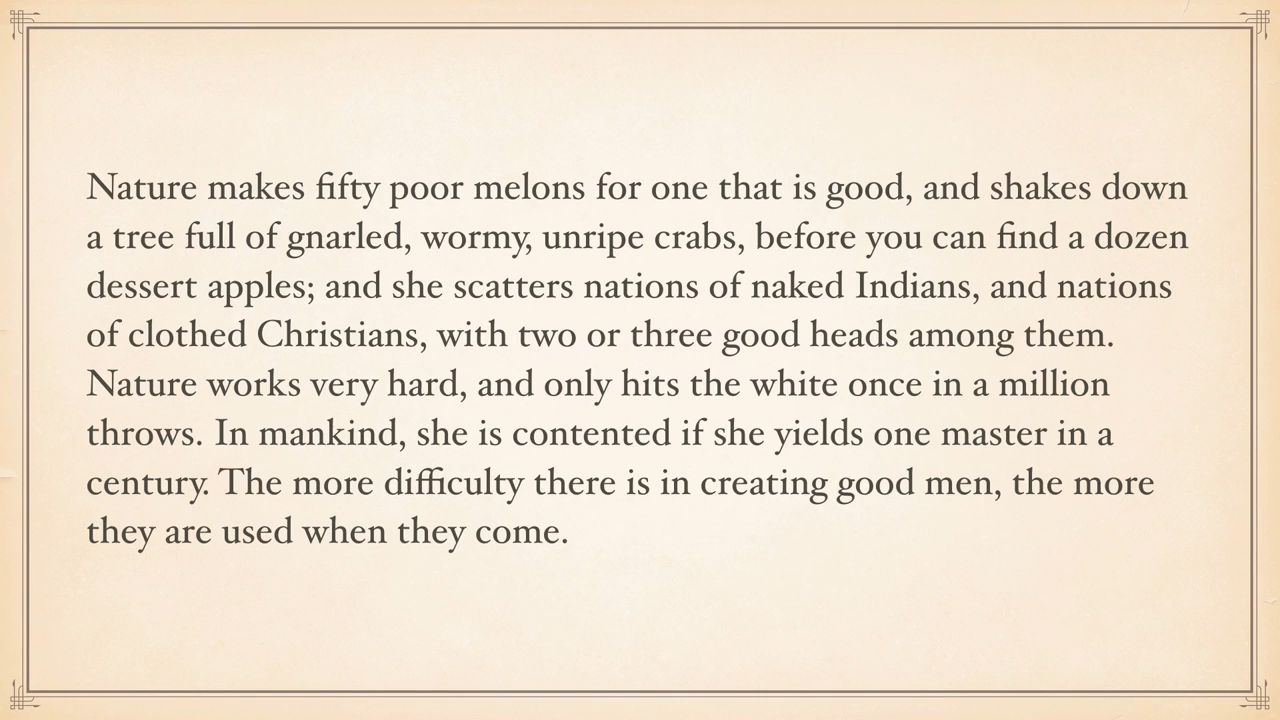 Nature makes fifty poor melons for one that is good, and shakes down
a tree full of gnarled, wormy, unripe crabs, before you can find a dozen
dessert apples; and she scatters nations of naked Indians, and nations
of clothed Christians, with two or three good heads among them.
Nature works very hard, and only hits the white once in a million
throws. In mankind, she is contented if she yields one master in a
century. The more difficulty there is in creating good men, the more
they are used when they come.